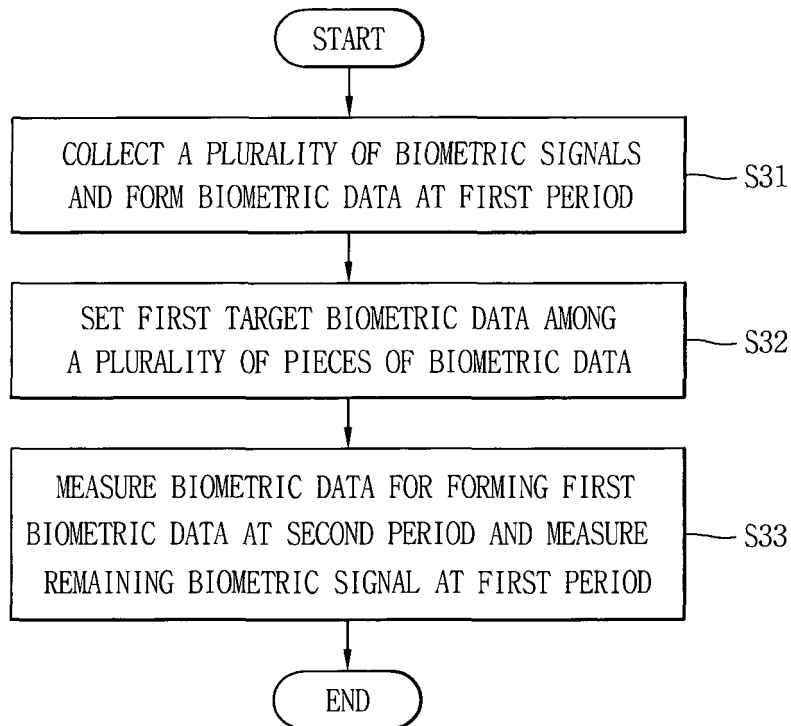 START
COLLECT A PLURALITY OF BIOMETRIC SIGNALS
AND FORM BIOMETRIC DATA AT FIRST PERIOD
S31
SET FIRST TARGET BIOMETRIC DATA AMONG
A PLURALITY OF PIECES OF BIOMETRIC DATA
S32
MEASURE BIOMETRIC DATA FOR FORMING FIRST
BIOMETRIC DATA AT SECOND PERIOD AND MEASURE
REMAINING BIOMETRIC SIGNAL AT FIRST PERIOD
S33
END